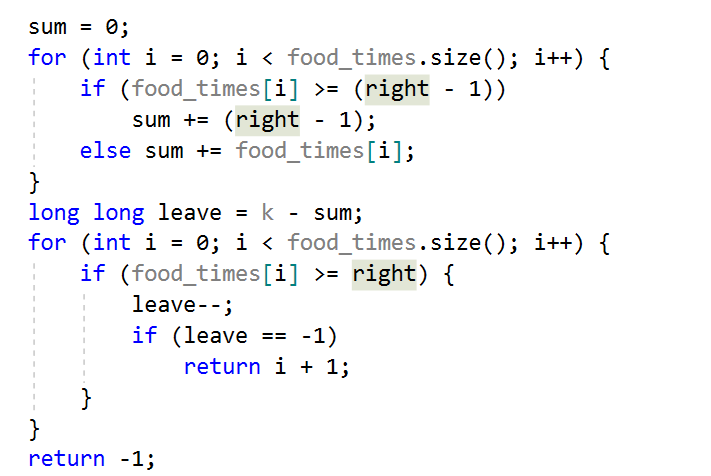 sum = 0;
for (int i = 0; i < food_times.size(); i++) {
    if (food_times[i] >= (right - 1))
        sum += (right - 1);
    else sum += food_times[i];
}
long long leave = k - sum;
for (int i = 0; i < food_times.size(); i++) {
    if (food_times[i] >= right) {
        leave--;
        if (leave == -1)
            return i + 1;
    }
}
return -1;